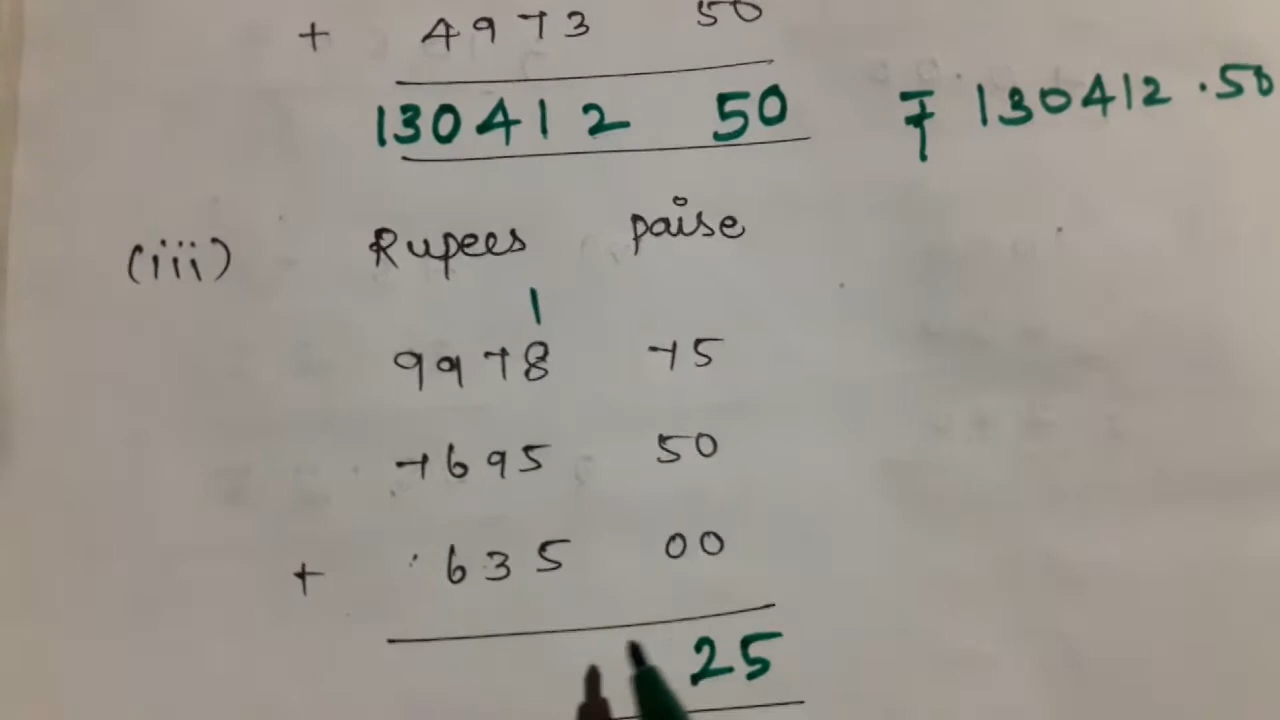 + 4973 50
130412 50 ₹ 130412.50
(iii) Rupees paise
1
9978 75
7695 50
+ 635 00
25